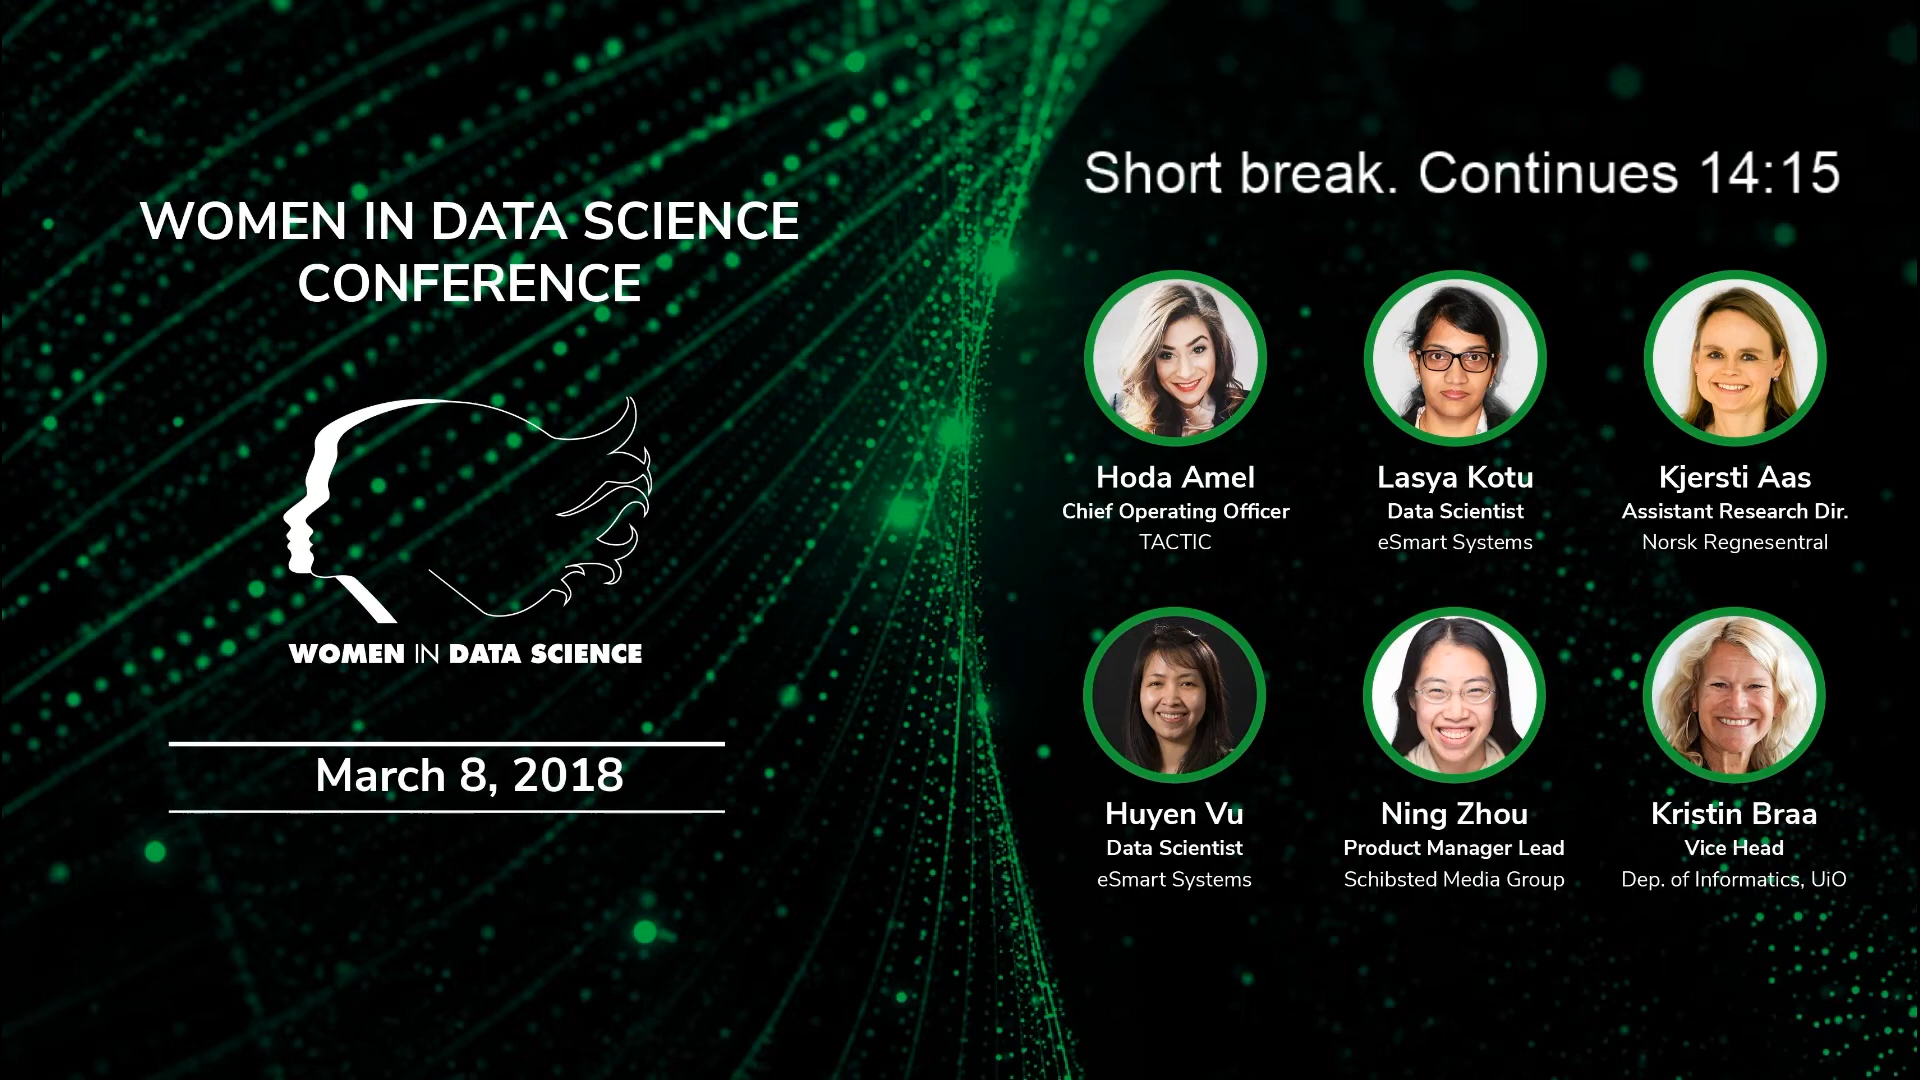 WOMEN IN DATA SCIENCE
CONFERENCE
WOMEN IN DATA SCIENCE
March 8, 2018
Short break. Continues 14:15
Hoda Amel
Chief Operating Officer
TACTIC
Lasya Kotu
Data Scientist
eSmart Systems
Kjersti Aas
Assistant Research Dir.
Norsk Regnesentral
Huyen Vu
Data Scientist
eSmart Systems
Ning Zhou
Product Manager Lead
Schibsted Media Group
Kristin Braa
Vice Head
Dep. of Informatics, UiO